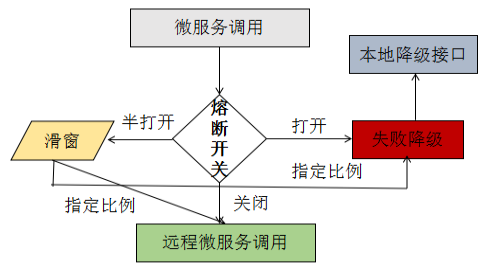 微服务调用
本地降级接口
熔
断
开
关
半打开
打开
滑窗
失败降级
指定比例
指定比例
关闭
远程微服务调用